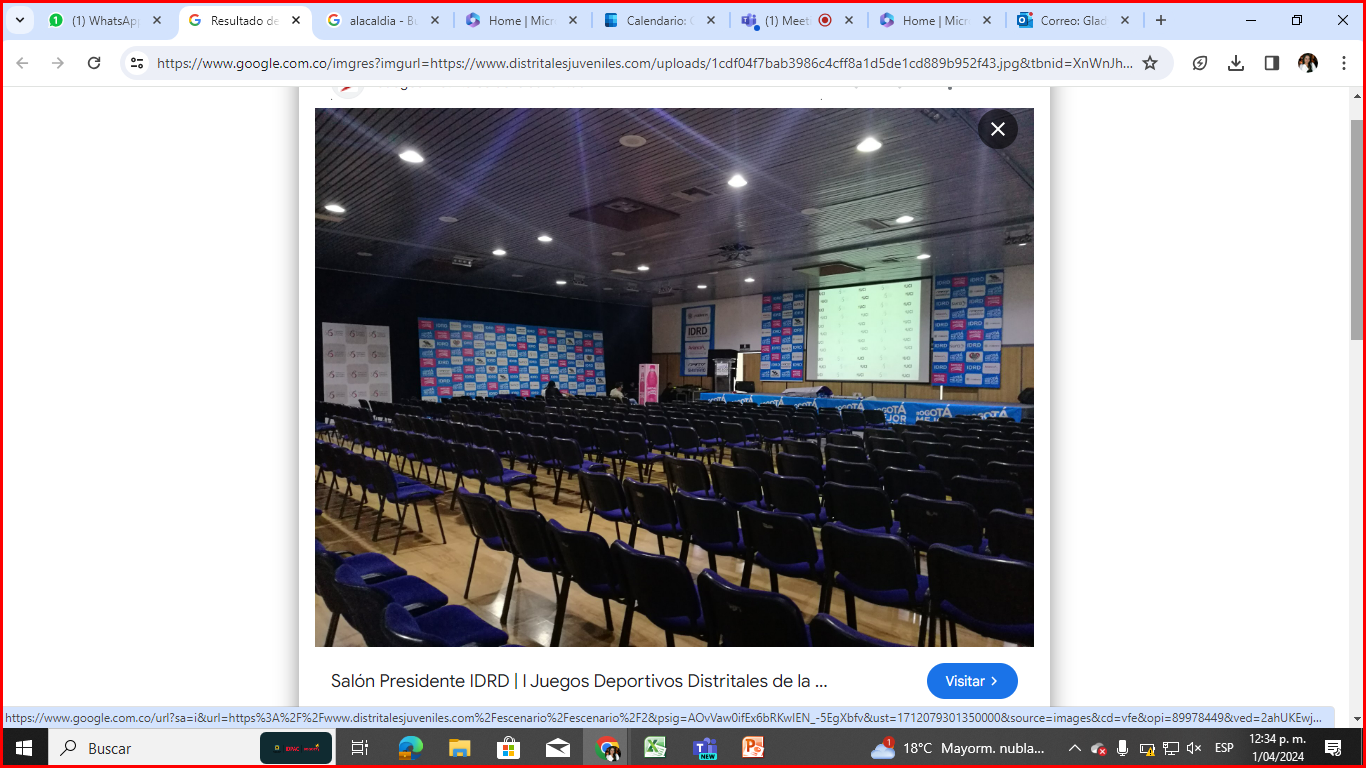 (1) WhatsApp
Resultado de
alacaldia - Bu
Home | Micr
Calendario: G
(1) Meet
Home | Micr
Correo: Glad
https://www.google.com.co/imgres?imgurl=https://www.distritalesjuveniles.com/uploads/1cdf04f7bab3986c4cff8a1d5de1cd889b952f43.jpg&tbnid=XnWnJh...
IDRD
BOGOTÁ
MEJOR
Salón Presidente IDRD | I Juegos Deportivos Distritales de la ...
Visitar
https://www.google.com.co/url?sa=i&url=https%3A%2F%2Fwww.distritalesjuveniles.com%2Fescenario%2Fescenario%2F2&psig=AOvVaw0ifEx6bRKwIEN_-5EgXbfv&ust=1712079301350000&source=images&cd=vfe&opi=89978449&ved=2ahUKEwj...
Buscar
NEW
1
18°C Mayorm. nubla...
ESP
12:34 p. m.
1/04/2024